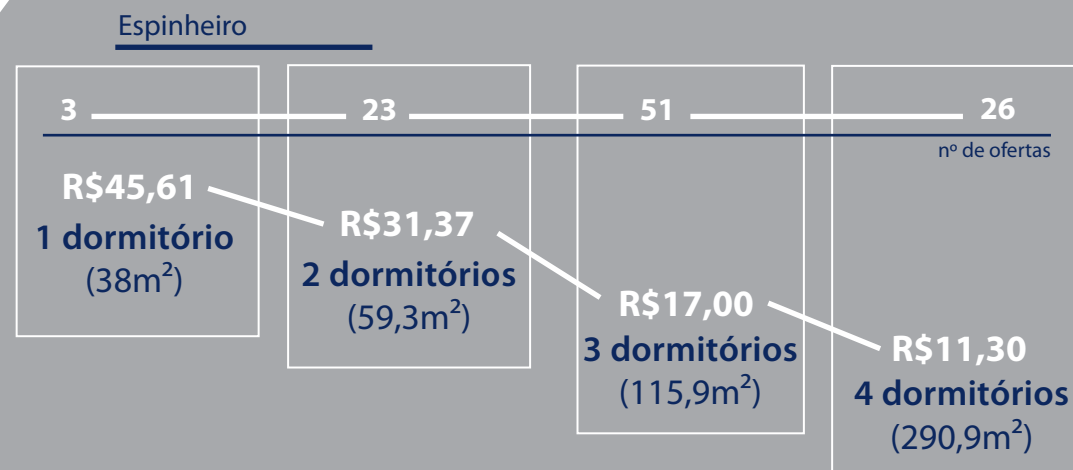 Espinheiro
3 23 51 26
nº de ofertas
R$45,61
1 dormitório
(38m²)
R$31,37
2 dormitórios
(59,3m²)
R$17,00
3 dormitórios
(115,9m²)
R$11,30
4 dormitórios
(290,9m²)